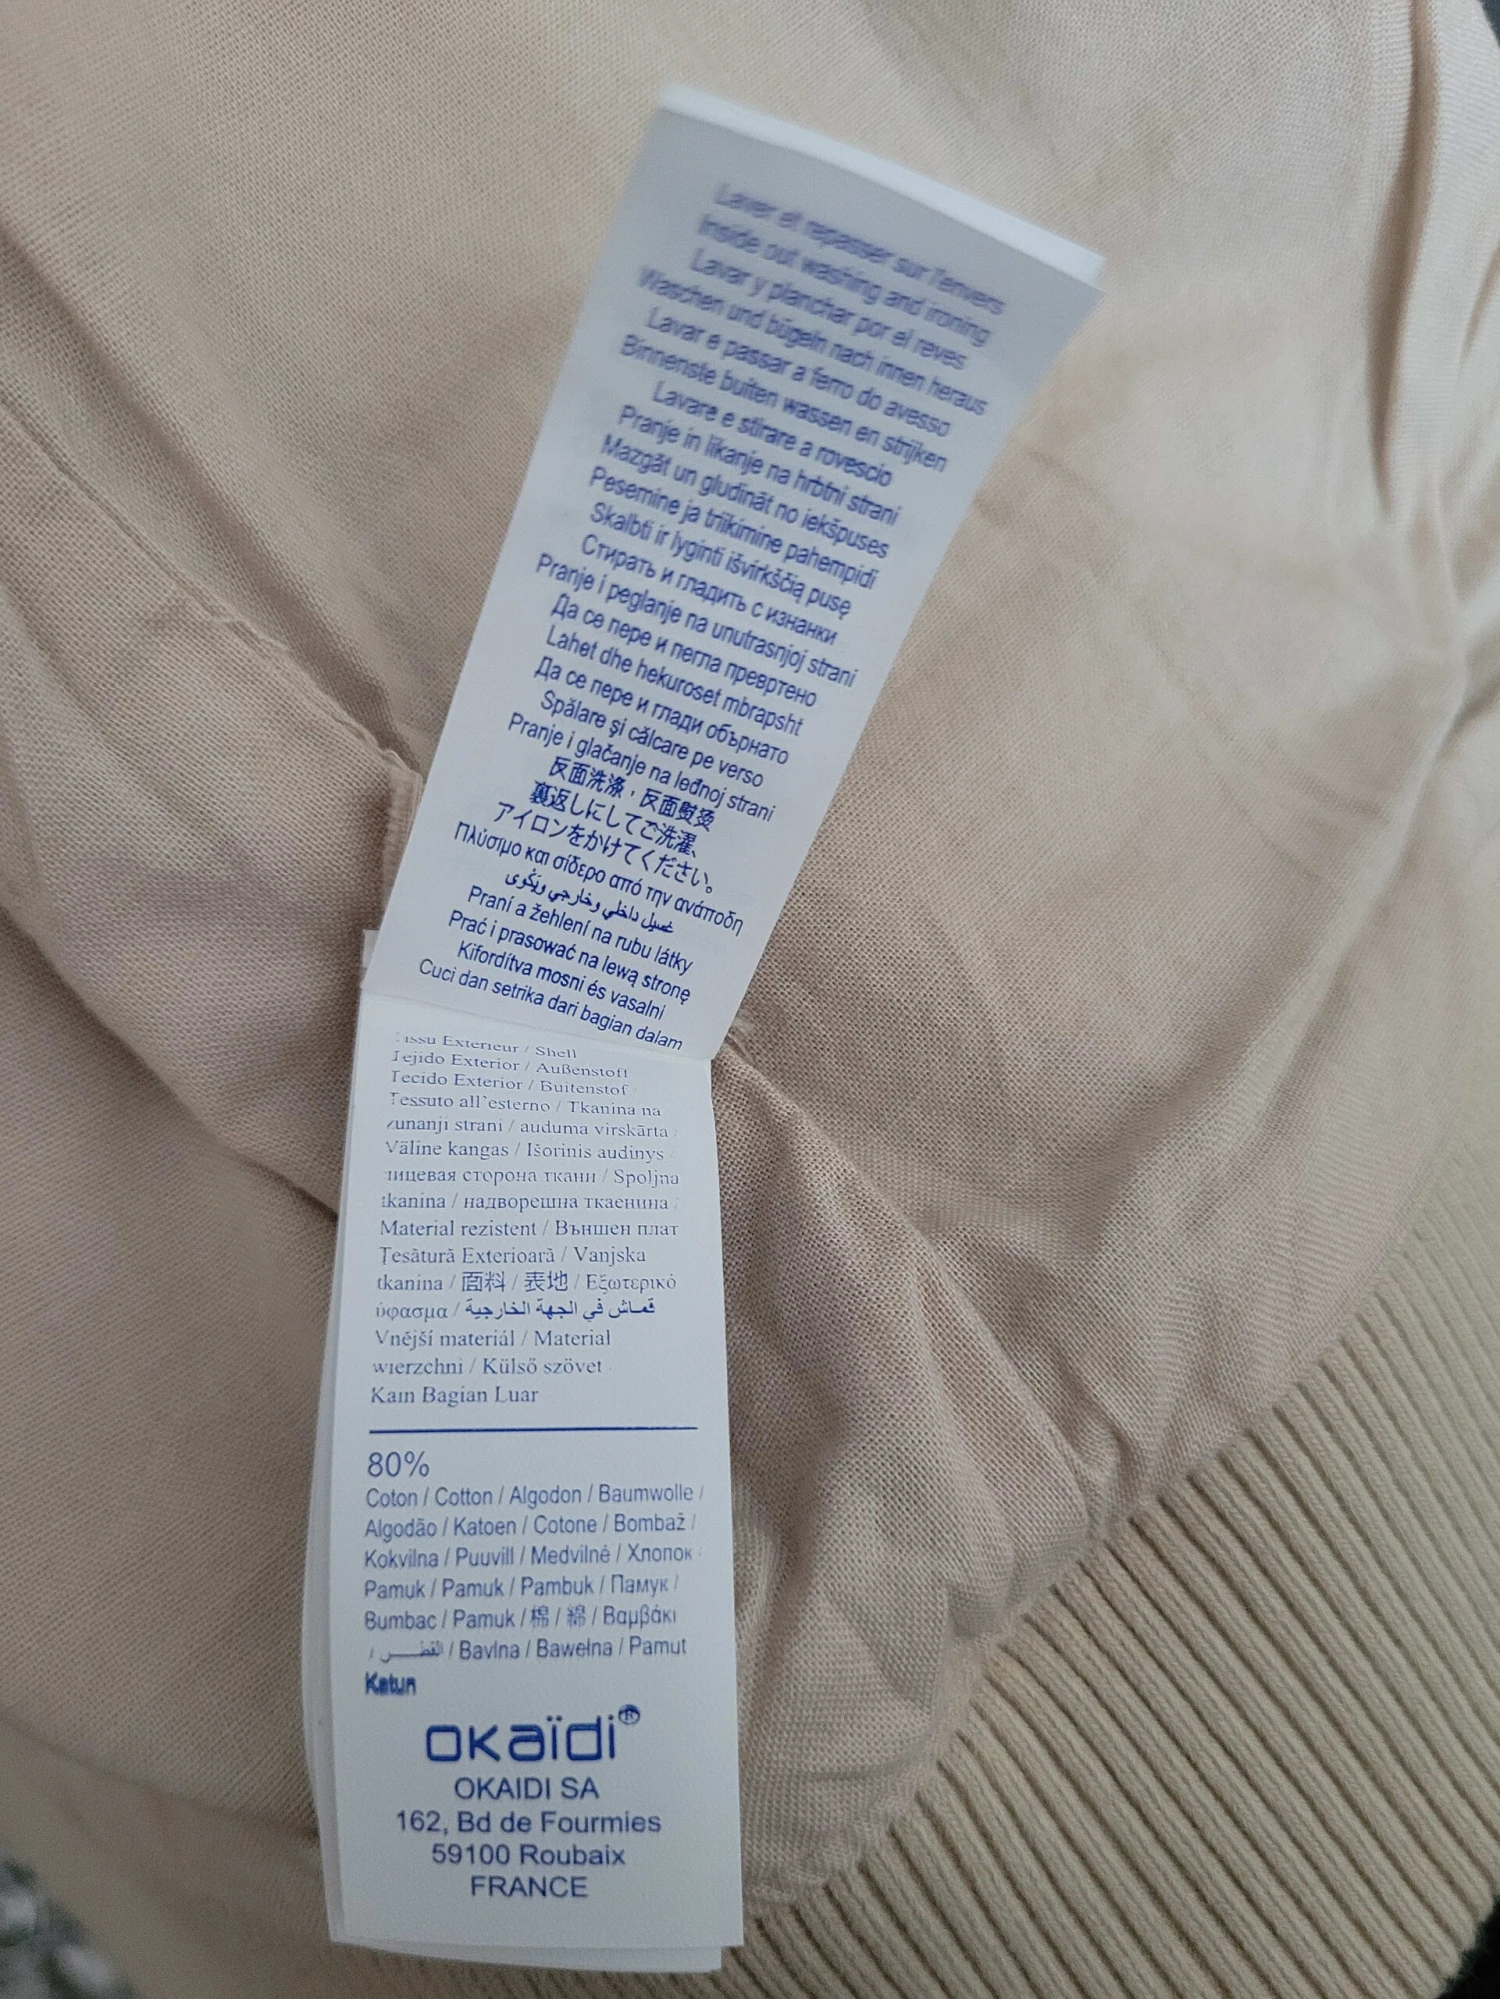 Laver et repasser sur l'envers
Inside out washing and ironing
Lavar y planchar por el reves
Waschen und bügeln nach innen heraus
Lavar e passar a ferro do avesso
Binnenste buiten wassen en strijken
Lavare e stirare a rovescio
Pranje in likanje na hrbtni strani
Mazgāt un gludināt no iekšpuses
Pesemine ja triikimine pahempidi
Skalbti ir lyginti išvirkščią pusę
Стирать и гладить с изнанки
Pranje i peglanje na unutrasnjoj strani
Да се пере и пегла превртено
Lahet dhe hekuroset mbrapsht
Да се пере и глади обърнато
Spălare şi călcare pe verso
Pranje i glačanje na leđnoj strani
反面洗涤，反面熨烫
裏返しにしてご洗濯、
アイロンをかけてください。
Πλύσιμο και σίδερο από την ανάποδη
غسيل داخلي وخارجي ويَكوى
Praní a žehlení na rubu látky
Prać i prasować na lewą stronę
Kifordítva mosni és vasalni
Cuci dan setrika dari bagian dalam
Tissu Exterieur / Shell
Tejido Exterior / Außenstoff
Tecido Exterior / Buitenstof
Tessuto all`esterno / Tkanina na
zunanji strani / auduma virskārta /
Väline kangas / Išorinis audinys
лицевая сторона ткани / Spoljna
tkanina / надворешна ткаенина /
Material rezistent / Външен плат
Ţesătură Exterioară / Vanjska
tkanina / 面料 / 表地 / Εξωτερικό
ύφασμα / قماش في الجهة الخارجية
Vnější materiál / Material
wierzchni / Külső szövet
Kain Bagian Luar
80%
Coton / Cotton / Algodon / Baumwolle /
Algodão / Katoen / Cotone / Bombaž /
Kokvilna / Puuvill / Medvilné / Хлопок /
Pamuk / Pamuk / Pambuk / Памук /
Bumbac / Pamuk / 棉 / 綿 / Βαμβάκι
/ القطــــن / Bavlna / Bawełna / Pamut
Katun
okaïdi®
OKAIDI SA
162, Bd de Fourmies
59100 Roubaix
FRANCE